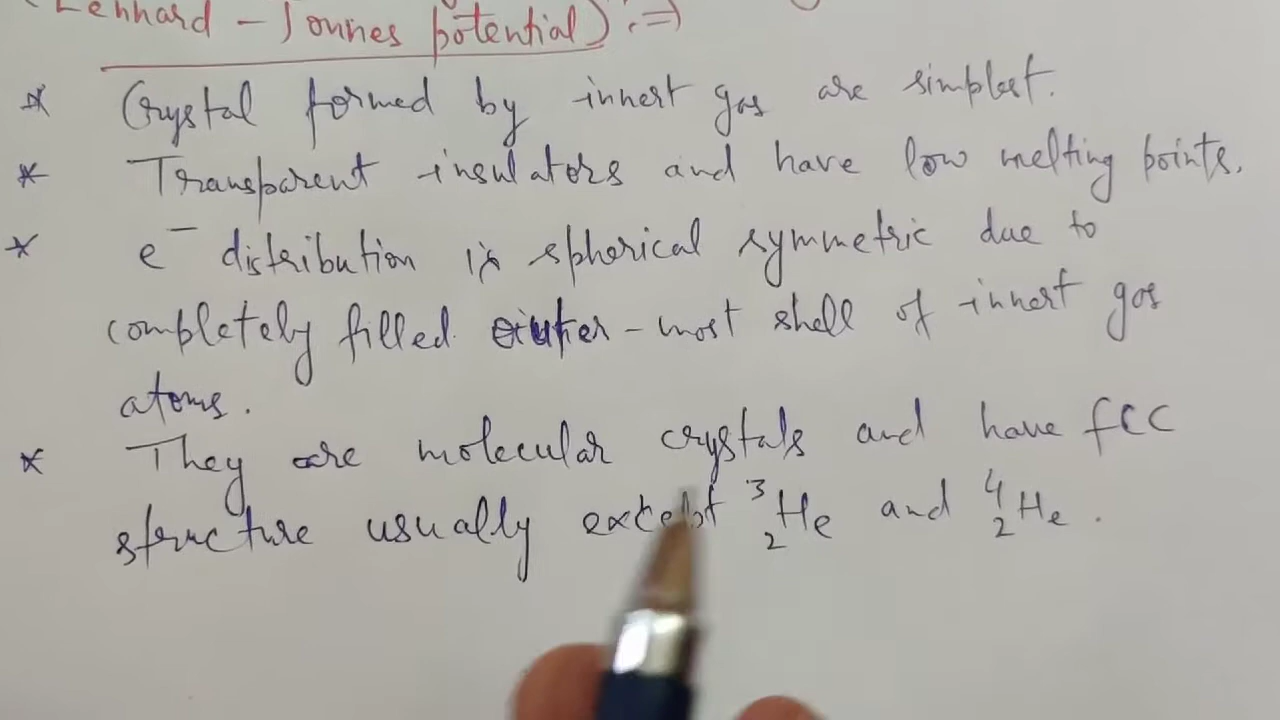 (Lennard - Jonnes potential) :⇒
* Crystal formed by innert gas are simplest.
* Transparent insulators and have low melting points.
* e⁻ distribution is spherical symmetric due to
completely filled outer-most shell of innert gas
atoms.
* They are molecular crystals and have fCC
structure usually except ³₂He and ⁴₂He.